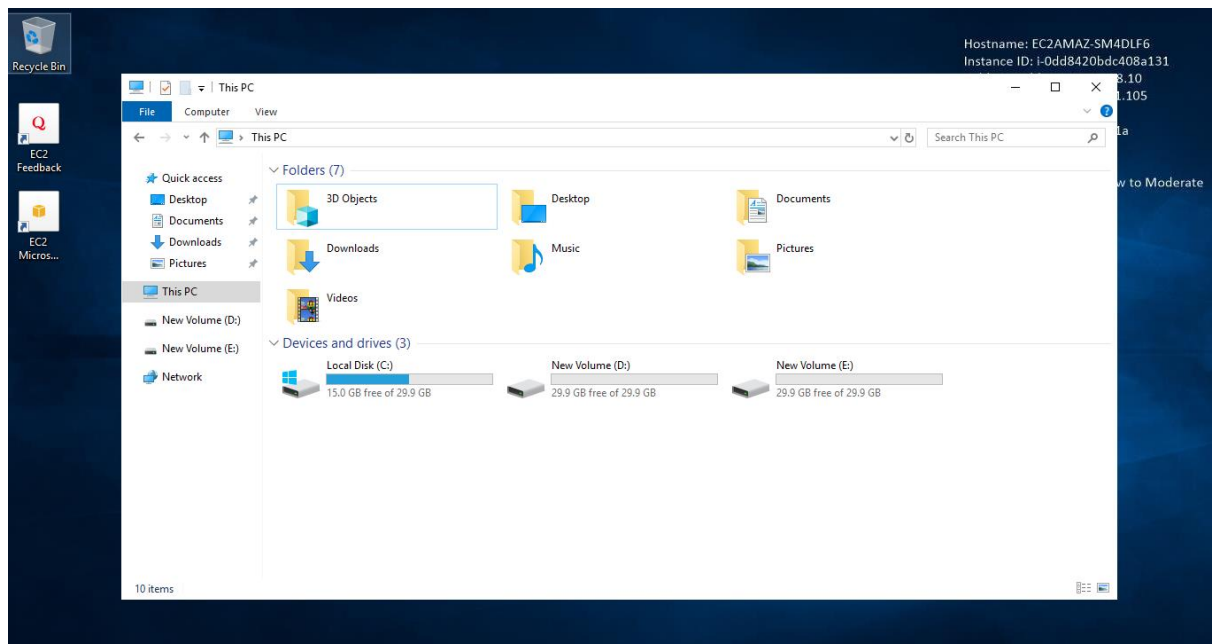 Recycle Bin
EC2
Feedback
EC2
Micros...
Hostname: EC2AMAZ-SM4DLF6
Instance ID: i-0dd8420bdc408a131
3.10
1.105
1a
w to Moderate
This PC
File Computer View
This PC
Search This PC
Quick access
Desktop
Documents
Downloads
Pictures
This PC
New Volume (D:)
New Volume (E:)
Network
Folders (7)
3D Objects Desktop Documents
Downloads Music Pictures
Videos
Devices and drives (3)
Local Disk (C:) New Volume (D:) New Volume (E:)
15.0 GB free of 29.9 GB 29.9 GB free of 29.9 GB 29.9 GB free of 29.9 GB
10 items